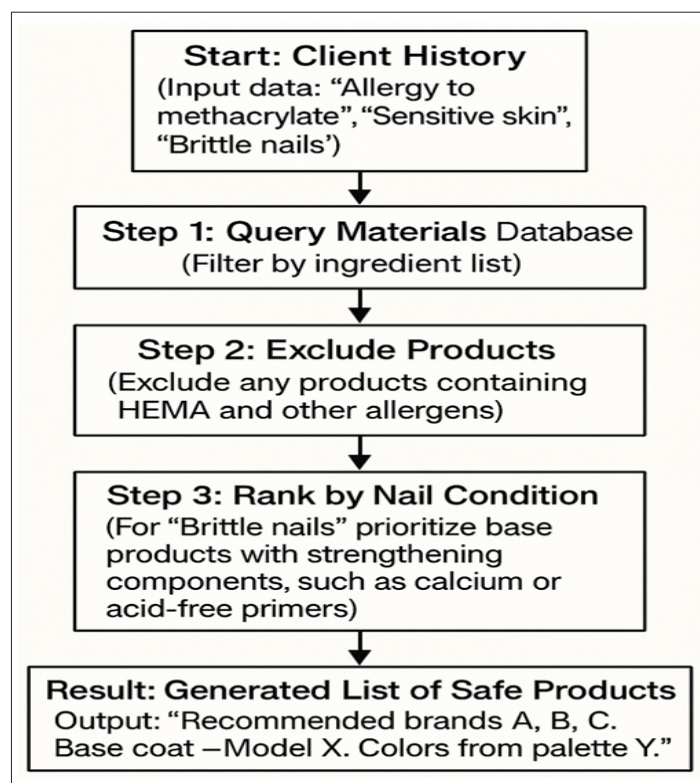 Start: Client History
(Input data: “Allergy to
methacrylate”, “Sensitive skin”,
“Brittle nails’)
Step 1: Query Materials Database
(Filter by ingredient list)
Step 2: Exclude Products
(Exclude any products containing
HEMA and other allergens)
Step 3: Rank by Nail Condition
(For “Brittle nails” prioritize base
products with strengthening
components, such as calcium or
acid-free primers)
Result: Generated List of Safe Products
Output: “Recommended brands A, B, C.
Base coat –Model X. Colors from palette Y.”